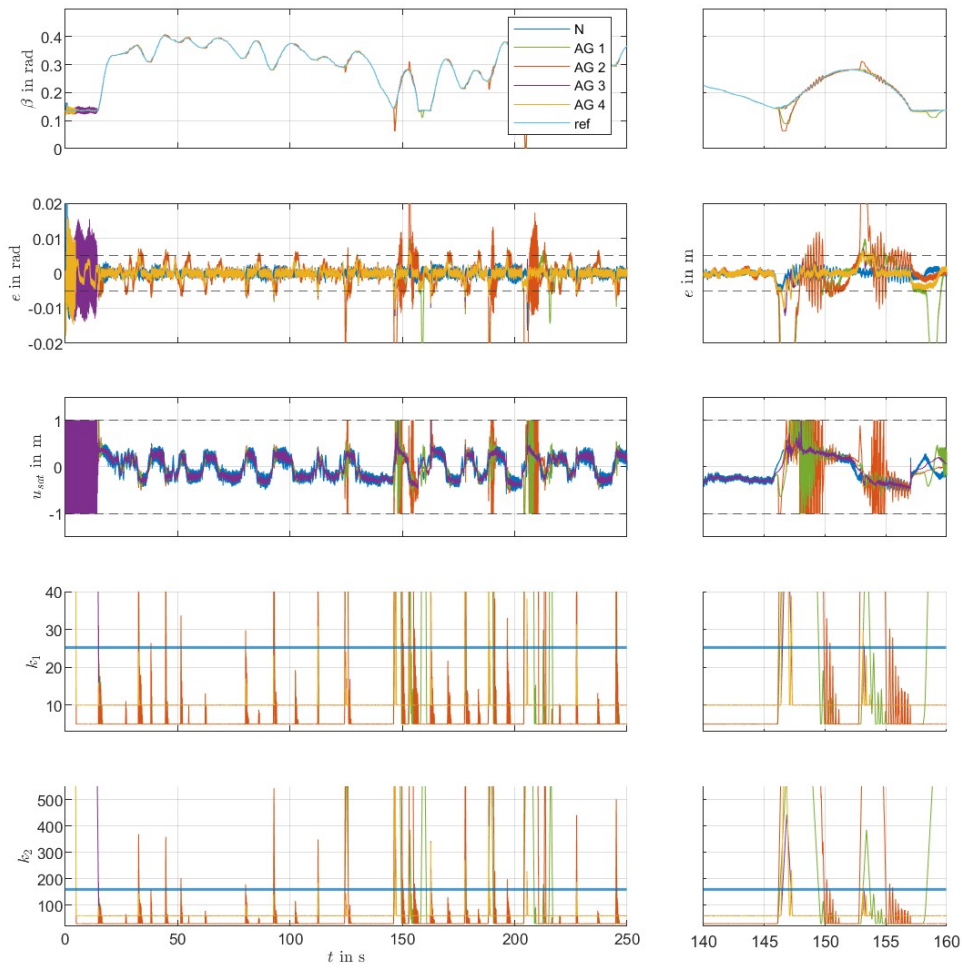 β in rad
0.4
0.3
0.2
0.1
0
N
AG 1
AG 2
AG 3
AG 4
ref
e in rad
0.02
0.01
0
-0.01
-0.02
e in m
u_sat in m
1
0
-1
k_1
40
30
20
10
k_2
500
400
300
200
100
0 50 100 150 200 250
t in s
140 145 150 155 160